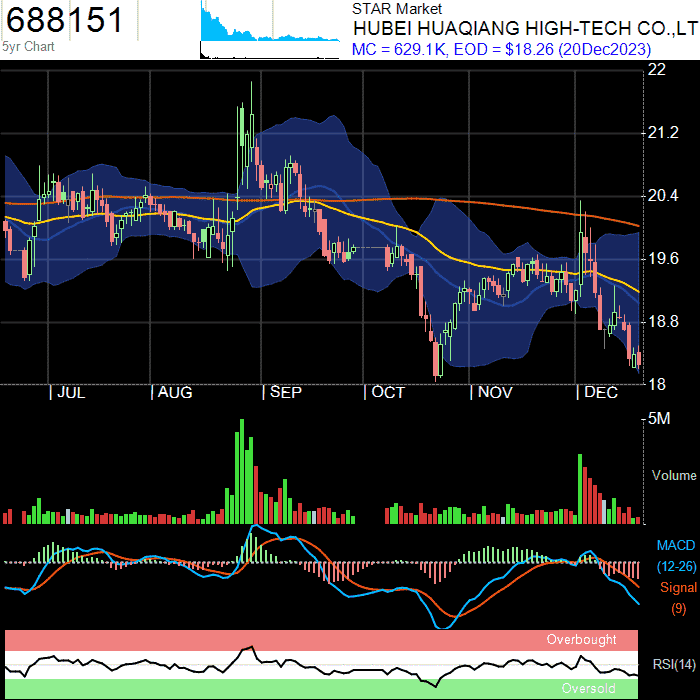 688151
5yr Chart
STAR Market
HUBEI HUAQIANG HIGH-TECH CO.,LT
MC = 629.1K, EOD = $18.26 (20Dec2023)
22
21.2
20.4
19.6
18.8
18
JUL AUG SEP OCT NOV DEC
5M
Volume
MACD
(12-26)
Signal
(9)
Overbought
RSI(14)
Oversold